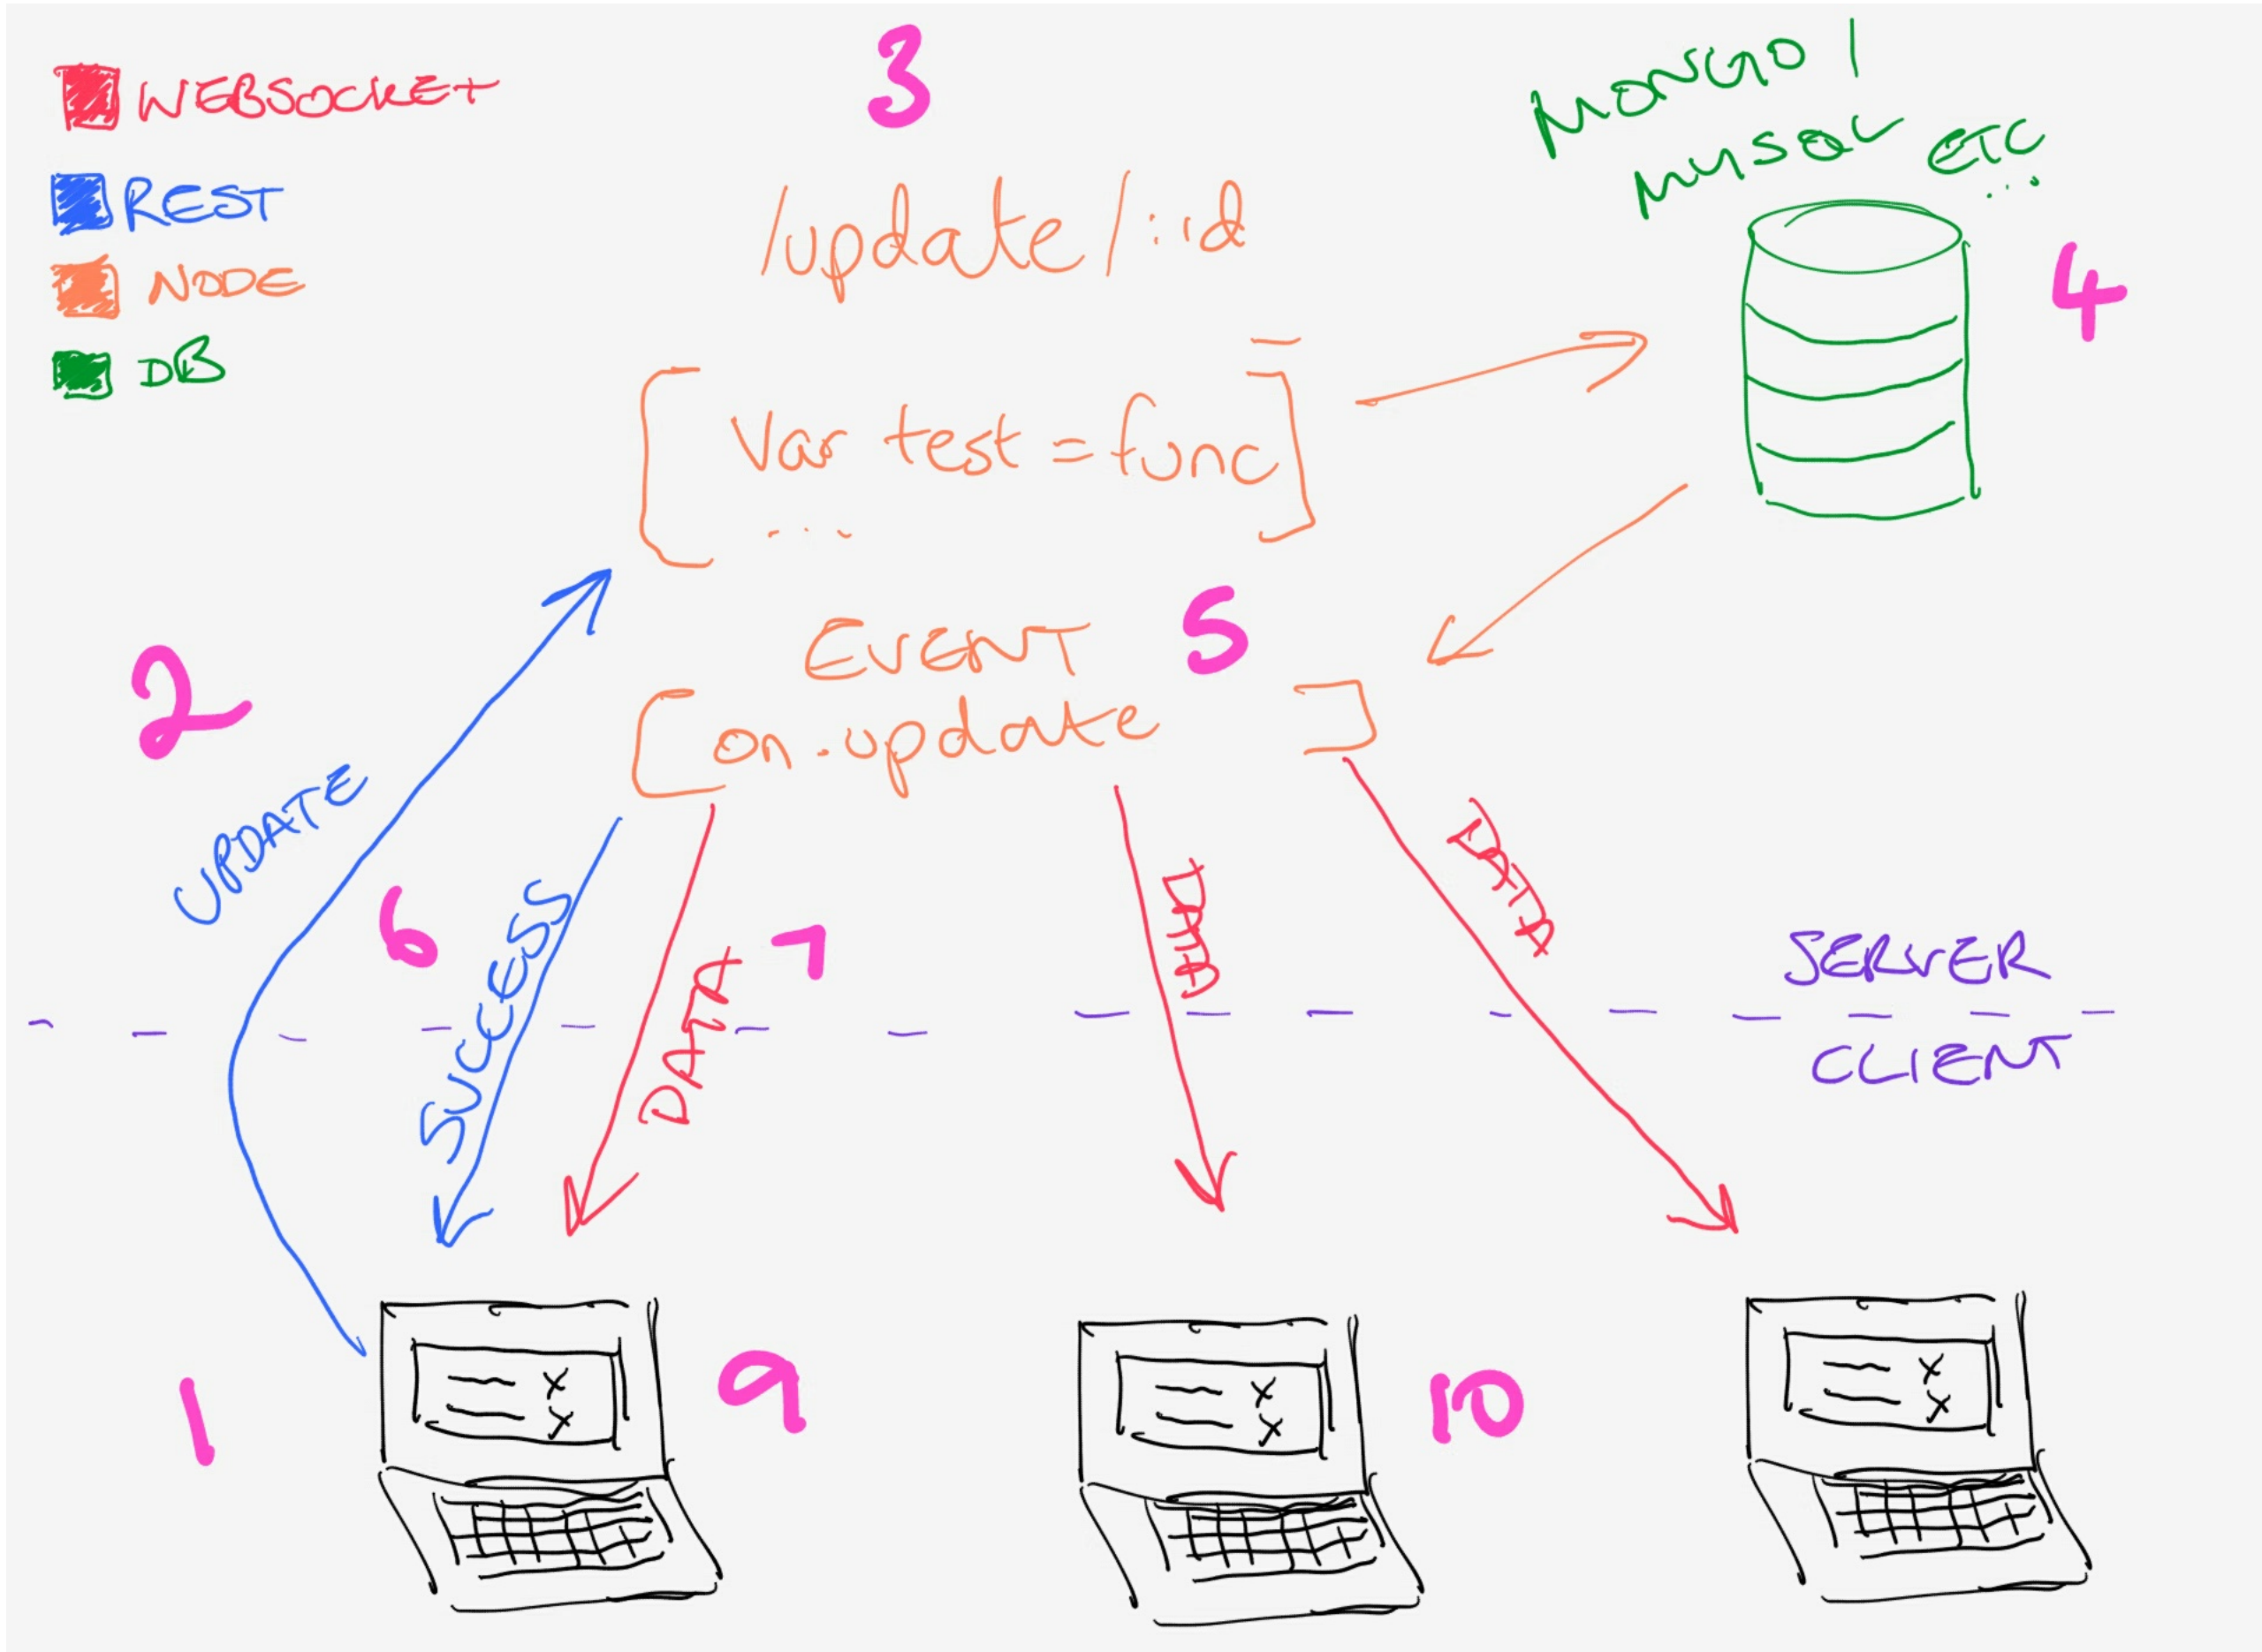 WEBSOCKET
REST
NODE
DB
3
/update/:id
MONGO /
MYSQL ETC
...
4
Var test = func
...
EVENT 5
on.update
2
UPDATE
6
SUCCESS
DATA
7
DATA
DATA
SERVER
CLIENT
1
9
10